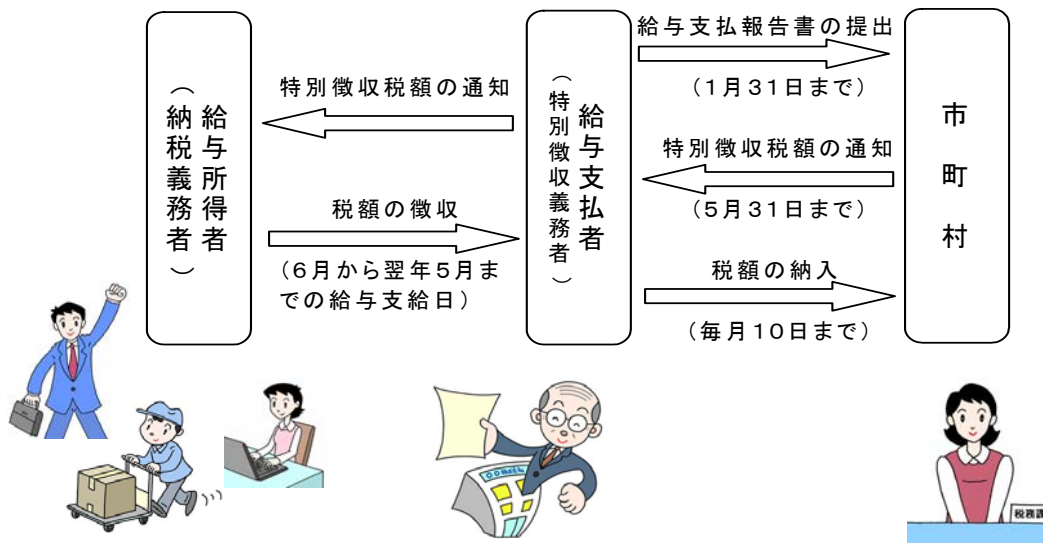 給与支払報告書の提出
(1月31日まで)
特別徴収税額の通知
特別徴収税額の通知
(5月31日まで)
税額の徴収
(6月から翌年5月ま
での給与支給日)
税額の納入
(毎月10日まで)
給与所得者
(納税義務者)
給与支払者
(特別徴収義務者)
市町村
税務課